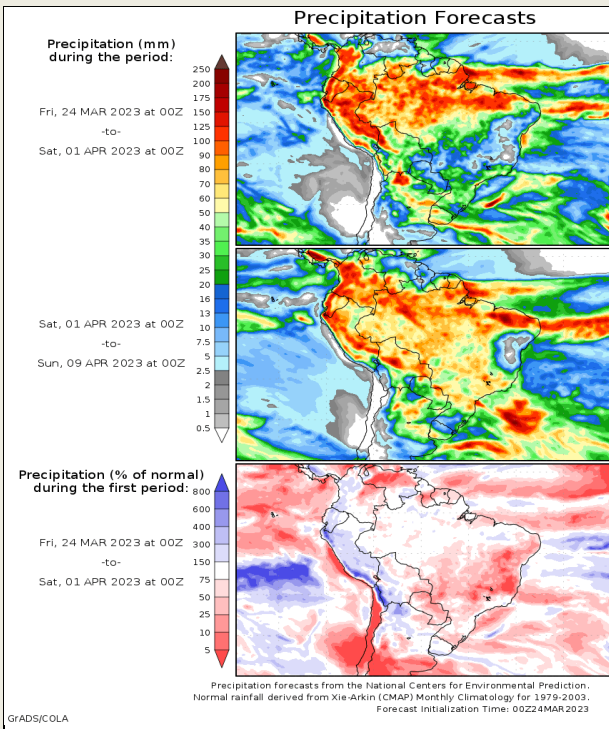 Precipitation Forecasts
Precipitation (mm)
during the period:
Fri, 24 MAR 2023 at 00Z
-to-
Sat, 01 APR 2023 at 00Z
250
200
175
150
125
100
90
80
70
60
50
40
35
30
25
20
16
13
10
7.5
5
2.5
2
1.5
1
0.5
Sat, 01 APR 2023 at 00Z
-to-
Sun, 09 APR 2023 at 00Z
Precipitation (% of normal)
during the first period:
800
600
400
300
150
75
50
25
10
5
Fri, 24 MAR 2023 at 00Z
-to-
Sat, 01 APR 2023 at 00Z
Precipitation forecasts from the National Centers for Environmental Prediction.
Normal rainfall derived from Xie-Arkin (CMAP) Monthly Climatology for 1979-2003.
Forecast Initialization Time: 00Z24MAR2023
GrADS/COLA